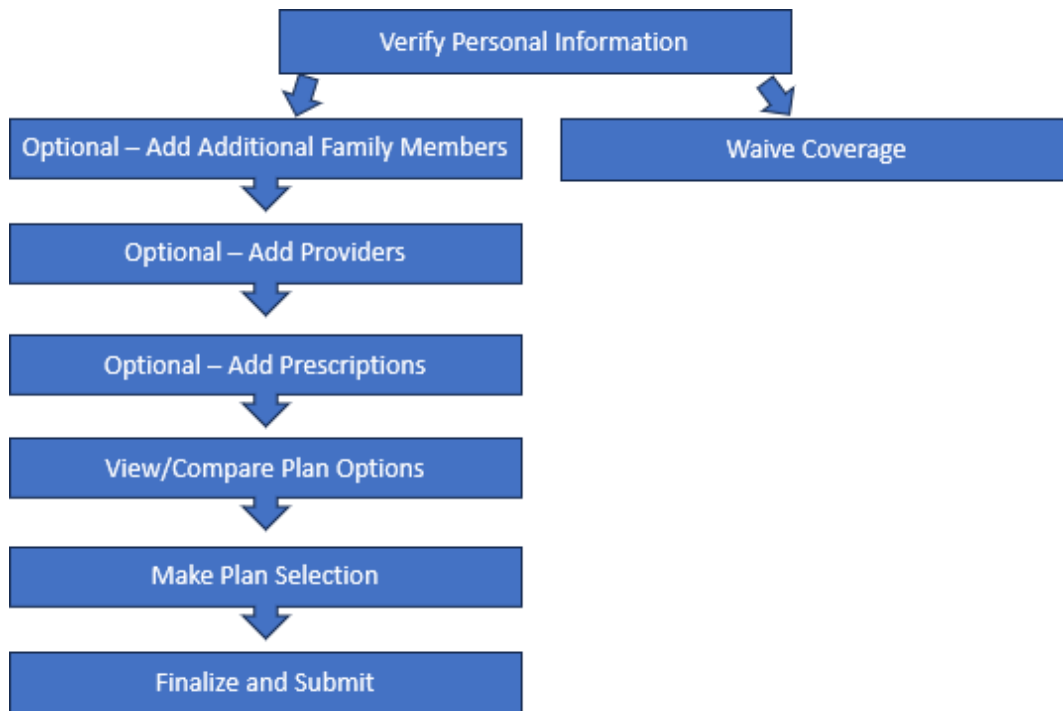 Verify Personal Information
Optional – Add Additional Family Members
Waive Coverage
Optional – Add Providers
Optional – Add Prescriptions
View/Compare Plan Options
Make Plan Selection
Finalize and Submit